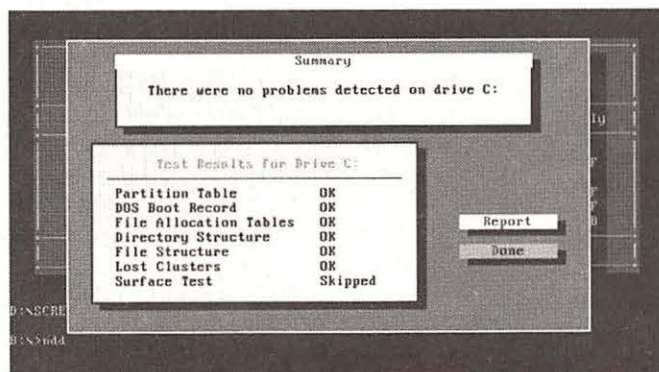 Summary
There were no problems detected on drive C:
ly
Test Results for Drive C:
Partition Table OK
DOS Boot Record OK
File Allocation Tables OK
Directory Structure OK
File Structure OK
Lost Clusters OK
Surface Test Skipped
Report
Done
D:\SCRE
B:\>ndd